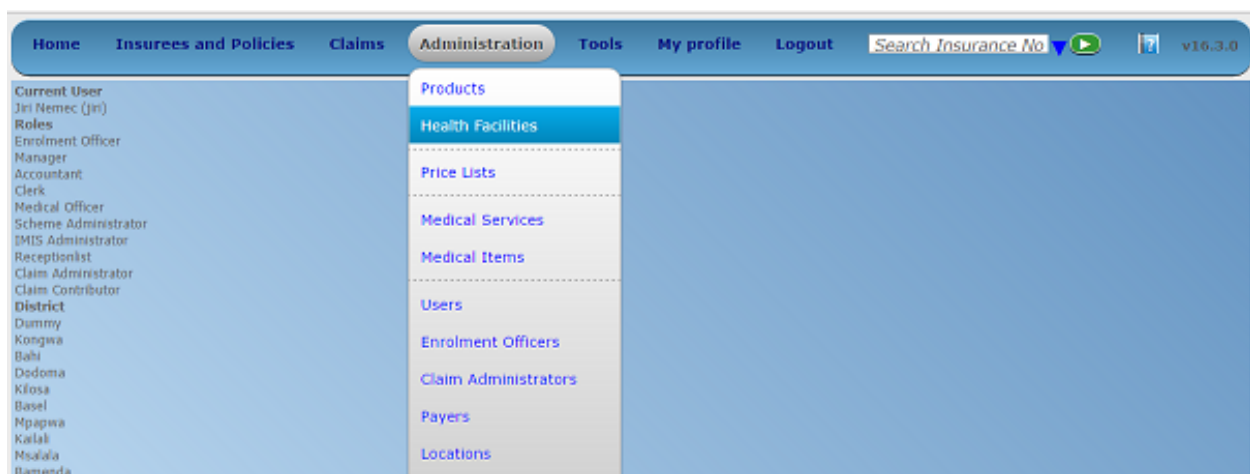 Home Insurees and Policies Claims Administration Tools My profile Logout Search Insurance No ? v16.3.0
Current User
Jiri Nemec (jiri)
Roles
Enrolment Officer
Manager
Accountant
Clerk
Medical Officer
Scheme Administrator
IMIS Administrator
Receptionlist
Claim Administrator
Claim Contributor
District
Dummy
Kongwa
Bahi
Dodoma
Kilosa
Basel
Mpapwa
Kailali
Msalala
Bamenda
Products
Health Facilities
Price Lists
Medical Services
Medical Items
Users
Enrolment Officers
Claim Administrators
Payers
Locations